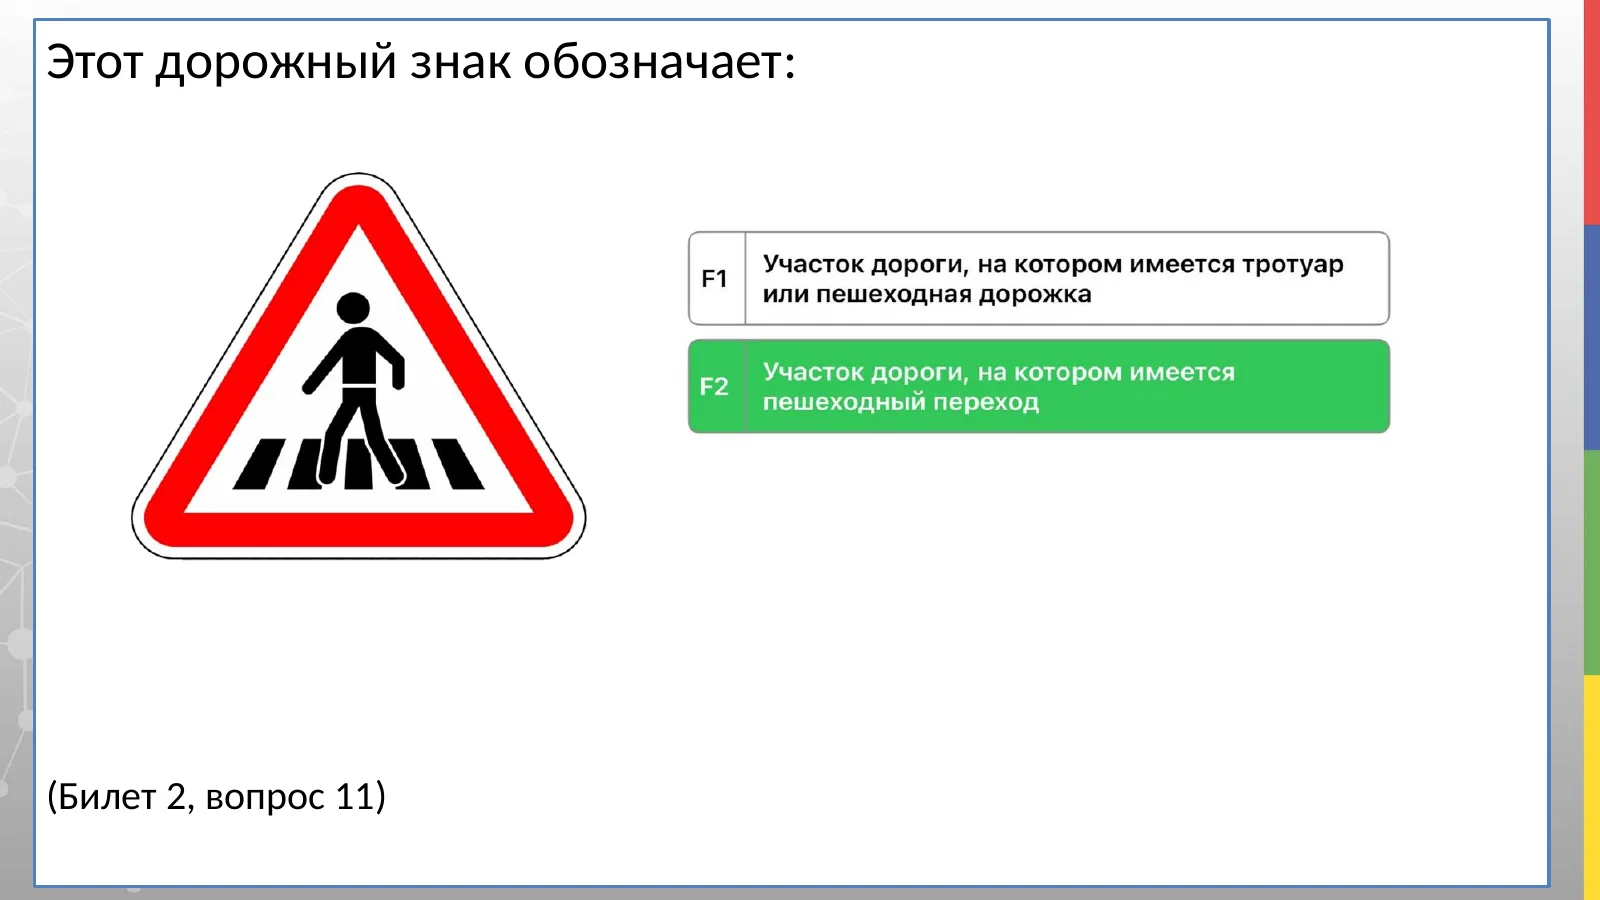 Этот дорожный знак обозначает:
F1
Участок дороги, на котором имеется тротуар
или пешеходная дорожка
F2
Участок дороги, на котором имеется
пешеходный переход
(Билет 2, вопрос 11)